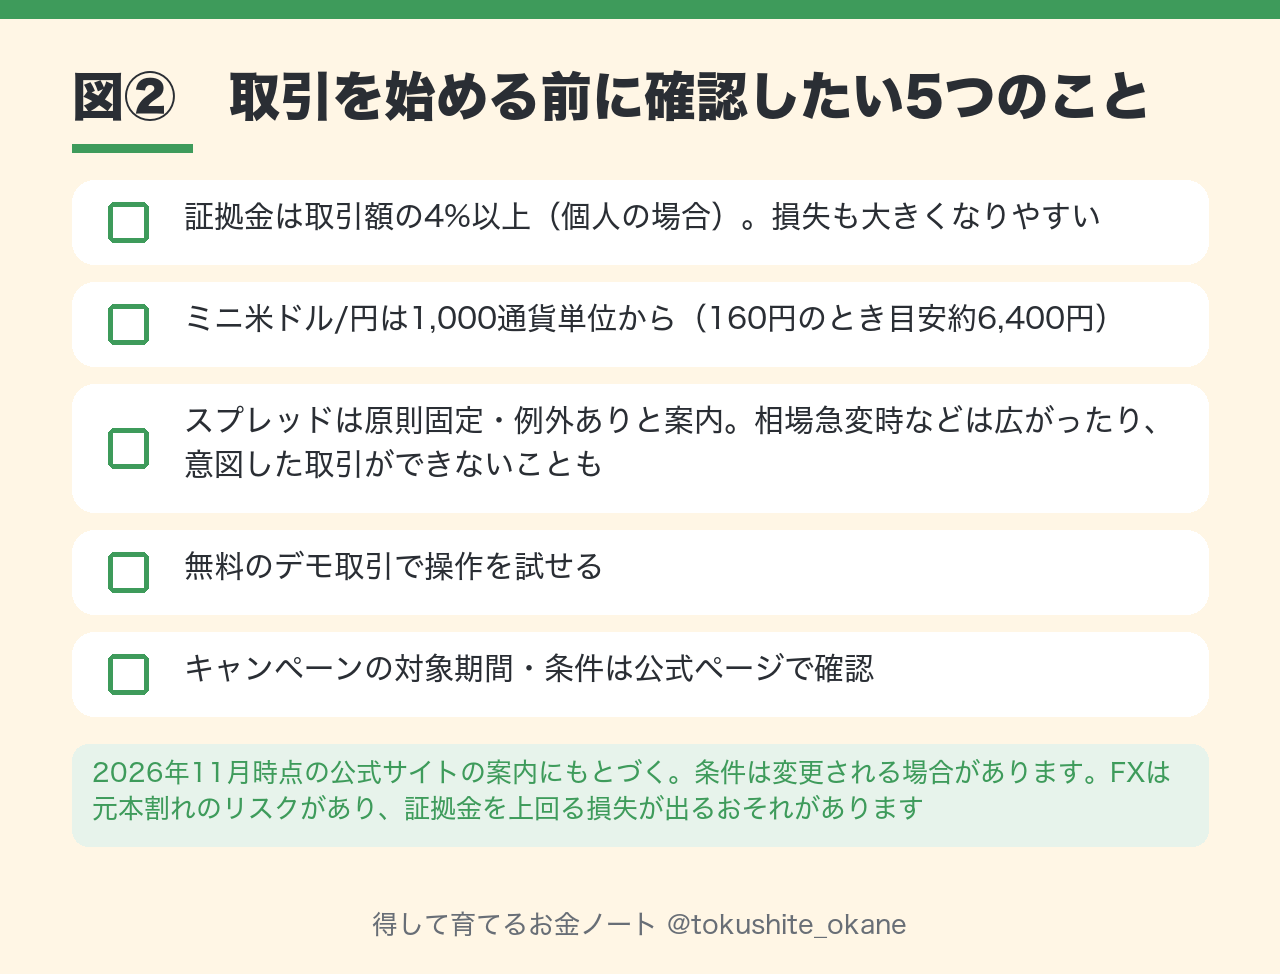 図②　取引を始める前に確認したい5つのこと
証拠金は取引額の4%以上（個人の場合）。損失も大きくなりやすい
ミニ米ドル/円は1,000通貨単位から（160円のとき目安約6,400円）
スプレッドは原則固定・例外ありと案内。相場急変時などは広がったり、
意図した取引ができないことも
無料のデモ取引で操作を試せる
キャンペーンの対象期間・条件は公式ページで確認
2026年11月時点の公式サイトの案内にもとづく。条件は変更される場合があります。FXは
元本割れのリスクがあり、証拠金を上回る損失が出るおそれがあります
得して育てるお金ノート @tokushite_okane